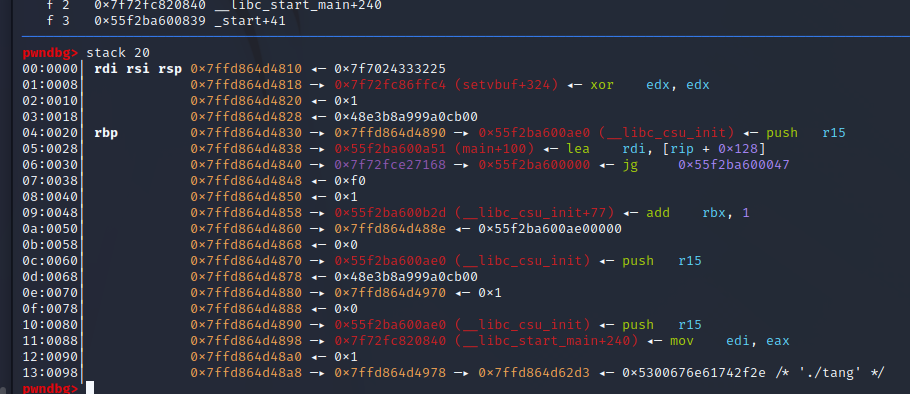 f 2   0x7f72fc820840 __libc_start_main+240
f 3   0x55f2ba600839 _start+41
pwndbg> stack 20
00:0000│ rdi rsi rsp 0x7ffd864d4810 ◂— 0x7f7024333225
01:0008│             0x7ffd864d4818 —▸ 0x7f72fc86ffc4 (setvbuf+324) ◂— xor    edx, edx
02:0010│             0x7ffd864d4820 ◂— 0x1
03:0018│             0x7ffd864d4828 ◂— 0x48e3b8a999a0cb00
04:0020│ rbp         0x7ffd864d4830 —▸ 0x7ffd864d4890 —▸ 0x55f2ba600ae0 (__libc_csu_init) ◂— push   r15
05:0028│             0x7ffd864d4838 —▸ 0x55f2ba600a51 (main+100) ◂— lea    rdi, [rip + 0x128]
06:0030│             0x7ffd864d4840 —▸ 0x7f72fce27168 —▸ 0x55f2ba600000 ◂— jg     0x55f2ba600047
07:0038│             0x7ffd864d4848 ◂— 0xf0
08:0040│             0x7ffd864d4850 ◂— 0x1
09:0048│             0x7ffd864d4858 —▸ 0x55f2ba600b2d (__libc_csu_init+77) ◂— add    rbx, 1
0a:0050│             0x7ffd864d4860 —▸ 0x7ffd864d488e ◂— 0x55f2ba600ae00000
0b:0058│             0x7ffd864d4868 ◂— 0x0
0c:0060│             0x7ffd864d4870 —▸ 0x55f2ba600ae0 (__libc_csu_init) ◂— push   r15
0d:0068│             0x7ffd864d4878 ◂— 0x48e3b8a999a0cb00
0e:0070│             0x7ffd864d4880 —▸ 0x7ffd864d4970 ◂— 0x1
0f:0078│             0x7ffd864d4888 ◂— 0x0
10:0080│             0x7ffd864d4890 —▸ 0x55f2ba600ae0 (__libc_csu_init) ◂— push   r15
11:0088│             0x7ffd864d4898 —▸ 0x7f72fc820840 (__libc_start_main+240) ◂— mov    edi, eax
12:0090│             0x7ffd864d48a0 ◂— 0x1
13:0098│             0x7ffd864d48a8 —▸ 0x7ffd864d4978 —▸ 0x7ffd864d62d3 ◂— 0x5300676e61742f2e /* './tang' */
pwndbg>